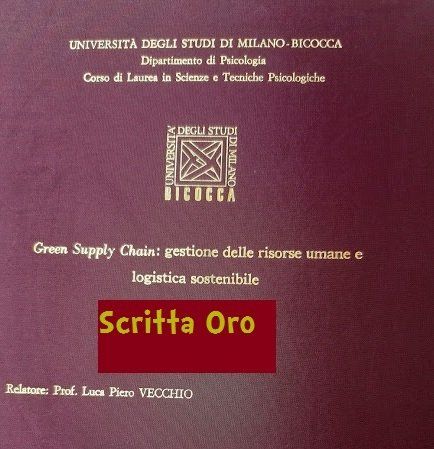 UNIVERSITÀ DEGLI STUDI DI MILANO-BICOCCA
Dipartimento di Psicologia
Corso di Laurea in Scienze e Tecniche Psicologiche
UNIVERSITÀ DEGLI STUDI DI MILANO
BICOCCA
Green Supply Chain: gestione delle risorse umane e
logistica sostenibile
Scritta Oro
Relatore: Prof. Luca Piero VECCHIO